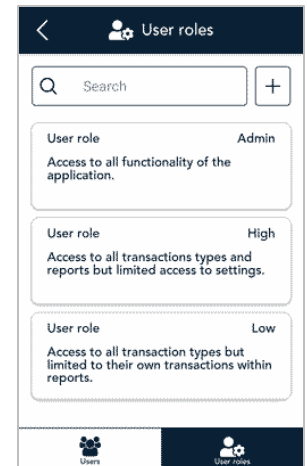 User roles
Search
User role Admin
Access to all functionality of the
application.
User role High
Access to all transactions types and
reports but limited access to settings.
User role Low
Access to all transaction types but
limited to their own transactions within
reports.
Users User roles